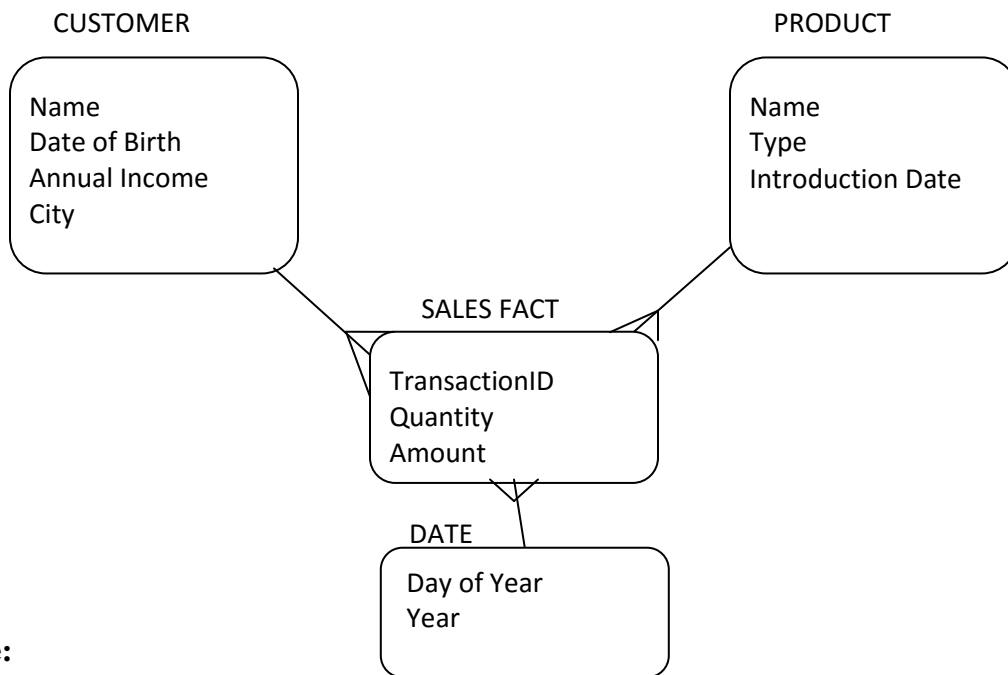 CUSTOMER
PRODUCT
Name
Date of Birth
Annual Income
City
Name
Type
Introduction Date
SALES FACT
TransactionID
Quantity
Amount
DATE
Day of Year
Year